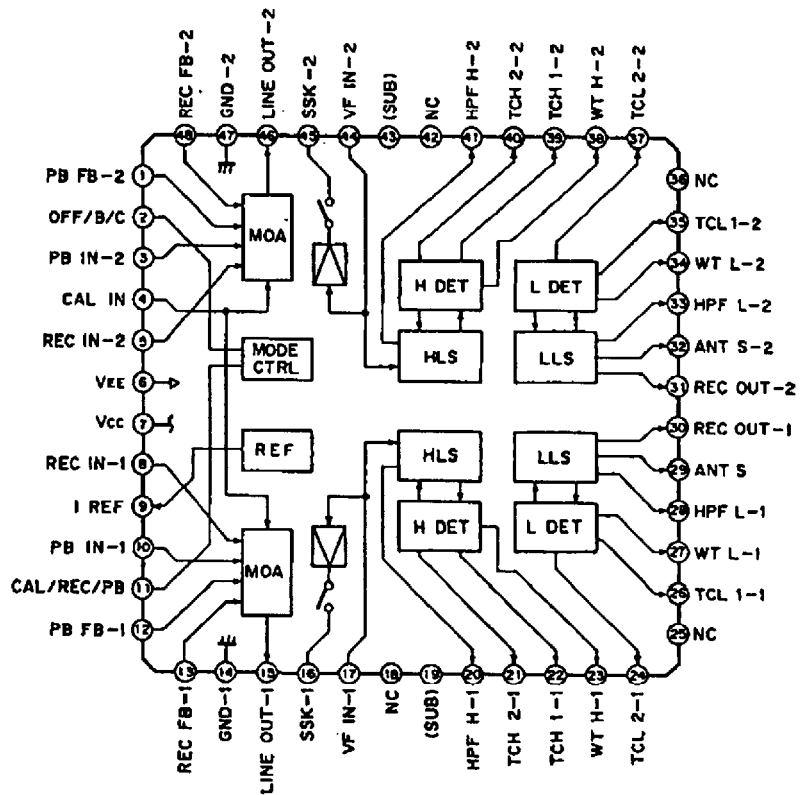 REC FB-2
GND-2
LINE OUT-2
SSK-2
VF IN-2
(SUB)
NC
HPF H-2
TCH 2-2
TCH 1-2
WT H-2
TCL 2-2
48
47
46
45
44
43
42
41
40
39
38
37
PB FB-2
1
OFF/B/C
2
PB IN-2
3
CAL IN
4
REC IN-2
5
VEE
6
VCC
7
REC IN-1
8
I REF
9
PB IN-1
10
CAL/REC/PB
11
PB FB-1
12
MOA
MODE
CTRL
REF
MOA
H DET
L DET
HLS
LLS
HLS
LLS
H DET
L DET
36
NC
35
TCL 1-2
34
WT L-2
33
HPF L-2
32
ANT S-2
31
REC OUT-2
30
REC OUT-1
29
ANT S
28
HPF L-1
27
WT L-1
26
TCL 1-1
25
NC
13
14
15
16
17
18
19
20
21
22
23
24
REC FB-1
GND-1
LINE OUT-1
SSK-1
VF IN-1
NC
(SUB)
HPF H-1
TCH 2-1
TCH 1-1
WT H-1
TCL 2-1